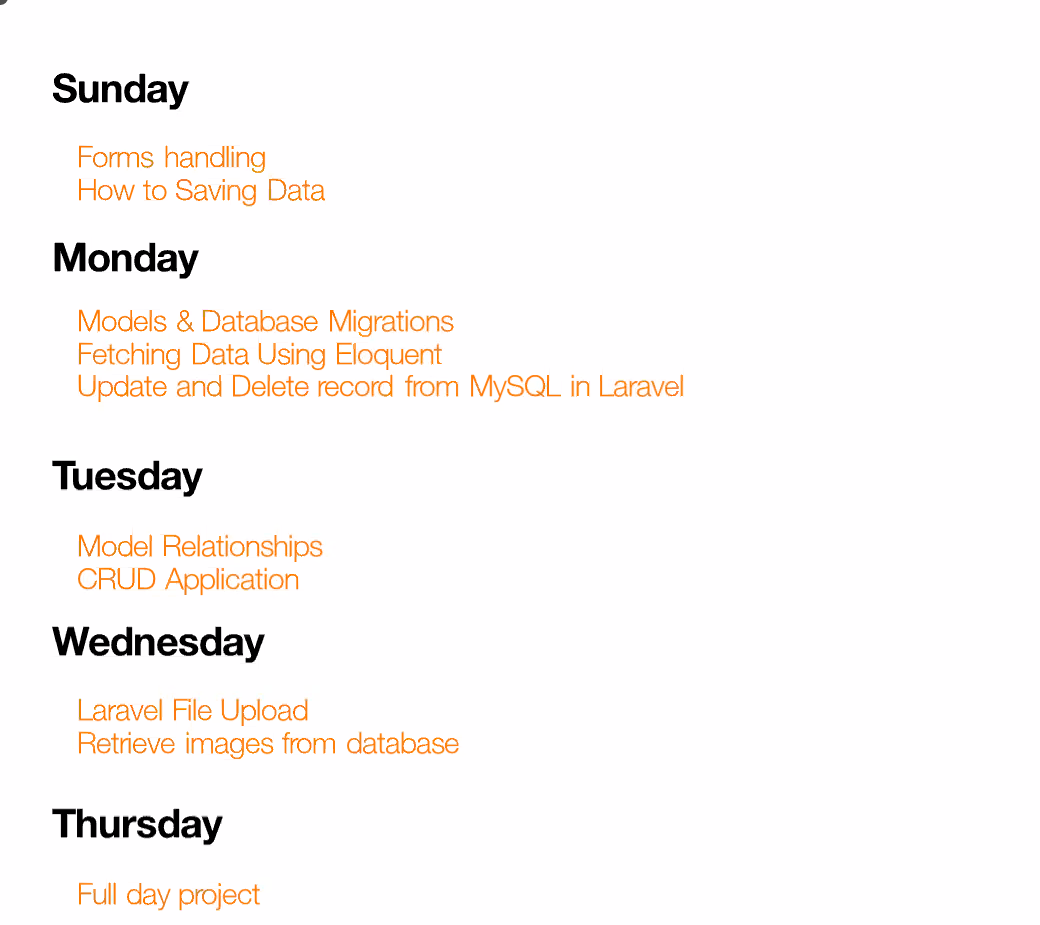 Sunday
Forms handling
How to Saving Data
Monday
Models & Database Migrations
Fetching Data Using Eloquent
Update and Delete record from MySQL in Laravel
Tuesday
Model Relationships
CRUD Application
Wednesday
Laravel File Upload
Retrieve images from database
Thursday
Full day project